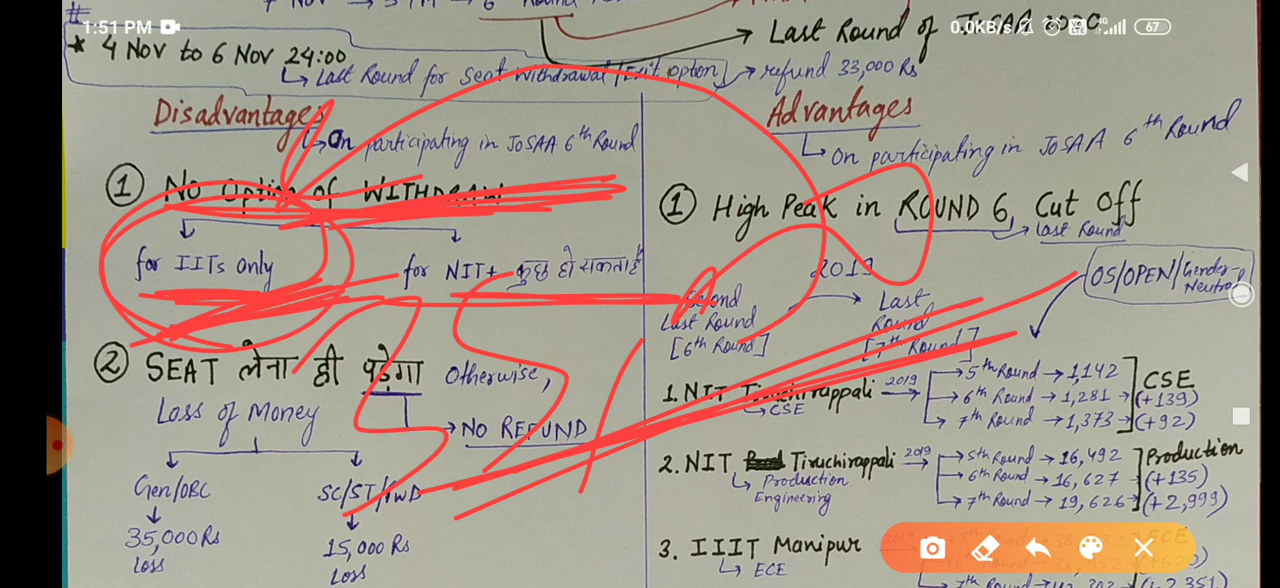 1:51 PM
0.0KB/s 4G 67
Last Round of JOSAA 2020
* 4 Nov to 6 Nov 24:00
↳ Last Round for Seat Withdrawal / Exit option → refund 33,000 Rs
Disadvantages
↳ On participating in JOSAA 6th Round
① No Option of WITHDRAW
for IITs only
for NIT+ कुछ हो सकता है
② SEAT लेना ही पड़ेगा Otherwise,
Loss of Money
→ NO REFUND
Gen/OBC
SC/ST/PWD
35,000 Rs
Loss
15,000 Rs
Loss
Advantages
↳ On participating in JOSAA 6th Round
① High Peak in ROUND 6 Cut Off
→ Last Round
2019
OS/OPEN/Gender-
Neutral
Second
Last Round
[6th Round]
Last
Round
[7th Round]
1. NIT Tiruchirappali 2019
↳ CSE
5th Round → 1,142
6th Round → 1,281 → (+139)
7th Round → 1,373 → (+92)
CSE
2. NIT Tiruchirappali 2019
↳ Production
Engineering
5th Round → 16,492
6th Round → 16,627 → (+135)
7th Round → 19,626 → (+2,999)
Production
3. IIIT Manipur
↳ ECE